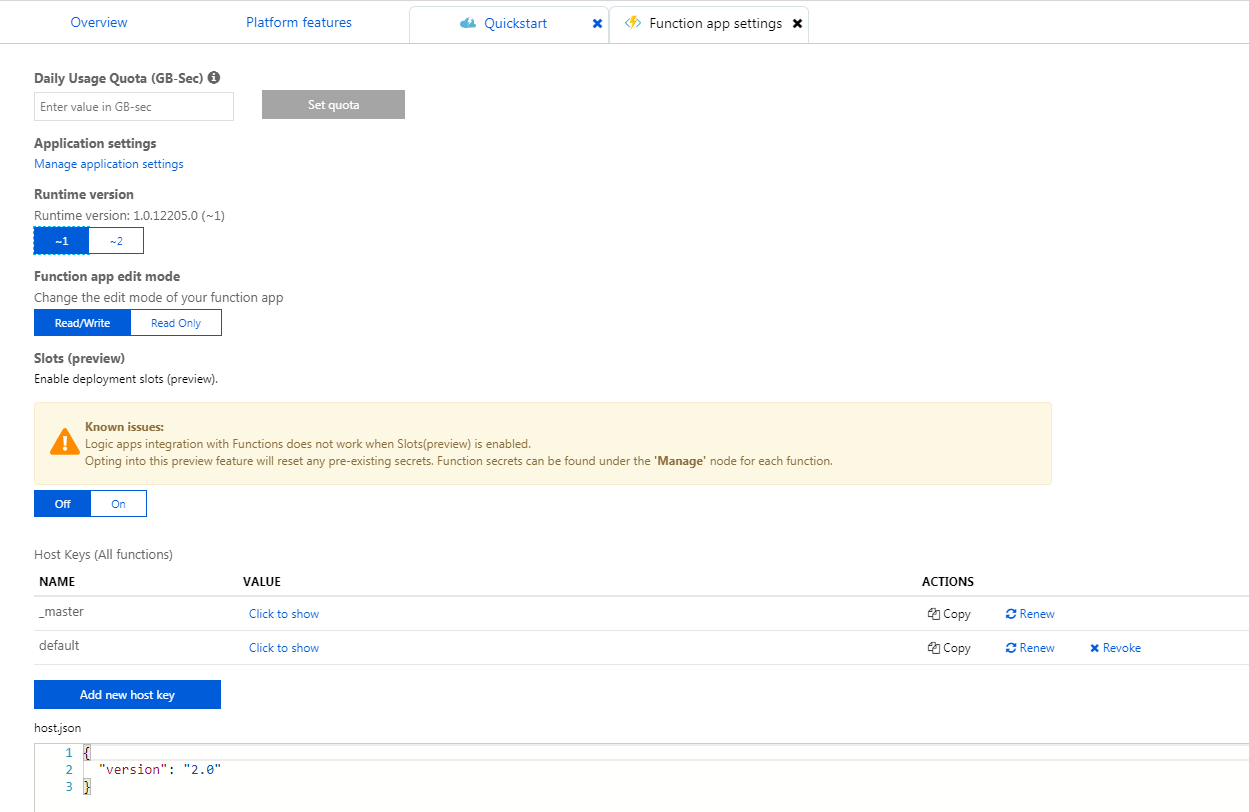 Overview Platform features Quickstart Function app settings
Daily Usage Quota (GB-Sec)
Enter value in GB-sec Set quota
Application settings
Manage application settings
Runtime version
Runtime version: 1.0.12205.0 (~1)
~1 ~2
Function app edit mode
Change the edit mode of your function app
Read/Write Read Only
Slots (preview)
Enable deployment slots (preview).
Known issues:
Logic apps integration with Functions does not work when Slots(preview) is enabled.
Opting into this preview feature will reset any pre-existing secrets. Function secrets can be found under the 'Manage' node for each function.
Off On
Host Keys (All functions)
NAME VALUE ACTIONS
_master Click to show Copy Renew
default Click to show Copy Renew Revoke
Add new host key
host.json
1 {
2 "version": "2.0"
3 }